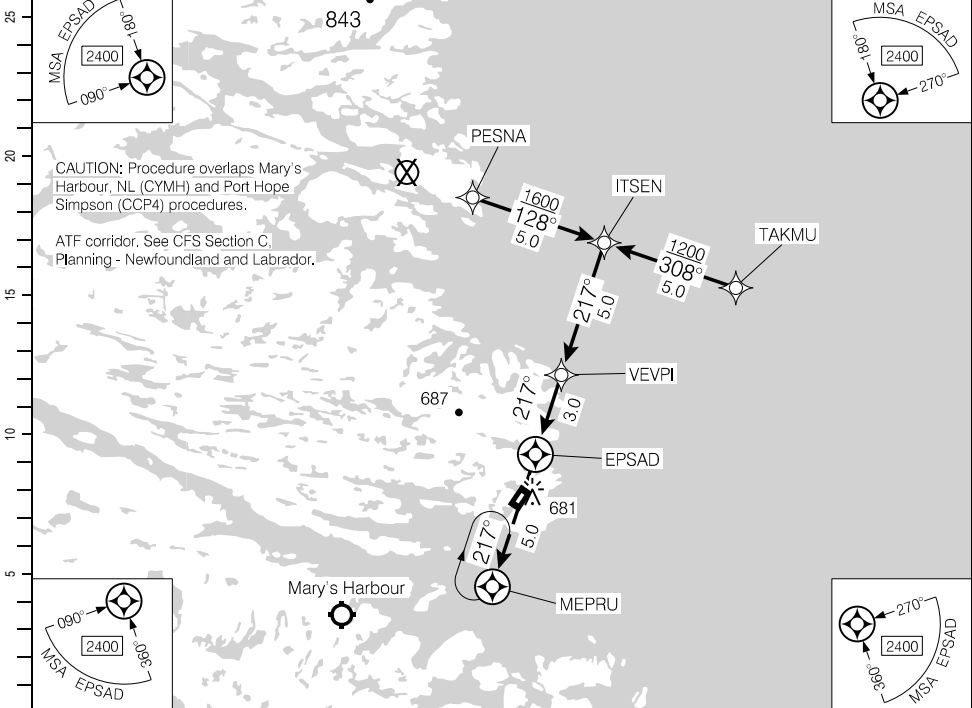 25
843
MSA EPSAD
180°
2400
090°
MSA EPSAD
180°
2400
270°
20
PESNA
CAUTION: Procedure overlaps Mary's
Harbour, NL (CYMH) and Port Hope
Simpson (CCP4) procedures.
ITSEN
1600
128°
5.0
TAKMU
1200
308°
5.0
ATF corridor. See CFS Section C,
Planning - Newfoundland and Labrador.
15
217°
5.0
VEVPI
687
217°
3.0
10
EPSAD
681
217°
5.0
5
Mary's Harbour
MEPRU
090°
2400
360°
MSA EPSAD
270°
2400
360°
MSA EPSAD